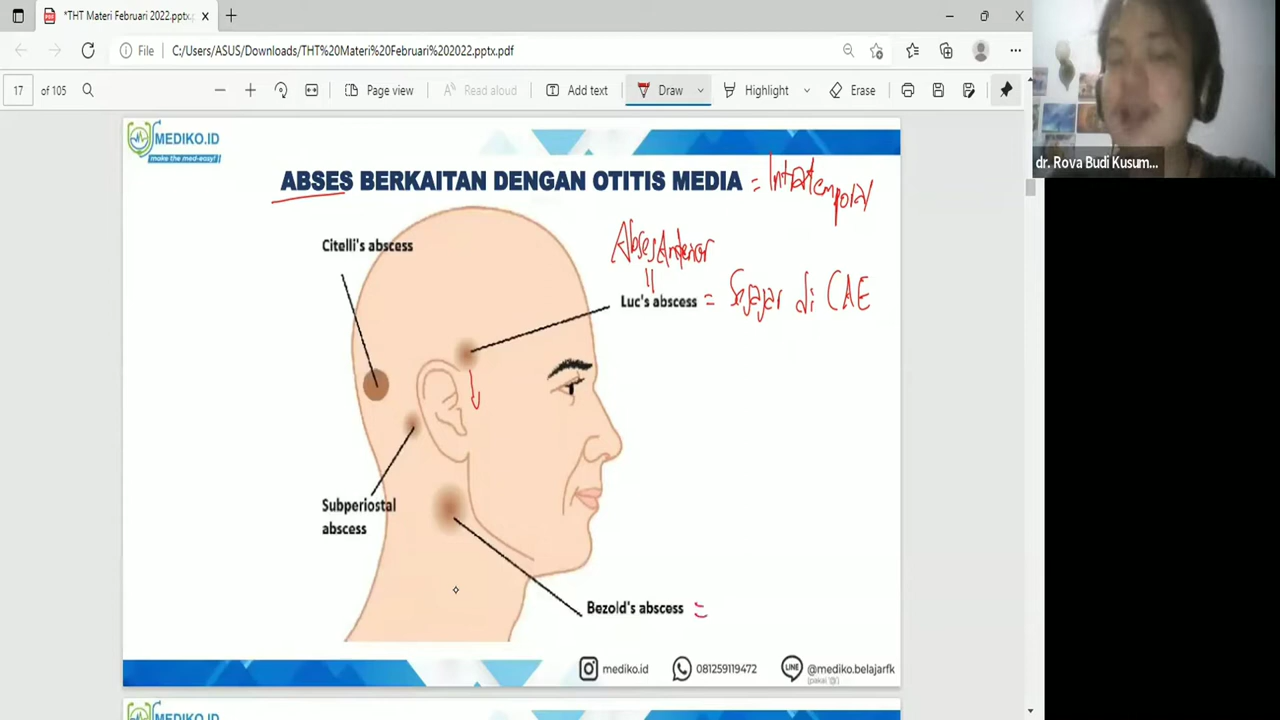 *THT Materi Februari 2022.pptx.p
File
C:/Users/ASUS/Downloads/THT%20Materi%20Februari%202022.pptx.pdf
17 of 105
Page view
Read aloud
Add text
Draw
Highlight
Erase
dr. Rova Budi Kusum...
MEDIKO.ID
make the med-easy!
ABSES BERKAITAN DENGAN OTITIS MEDIA = Intratemporal
Citelli's abscess
Abses Anterior
Luc's abscess = Sejajar di CAE
Subperiostal
abscess
Bezold's abscess =
mediko.id
081259119472
LINE
@mediko.belajarfk
(pakai '@')
MEDIKO.ID